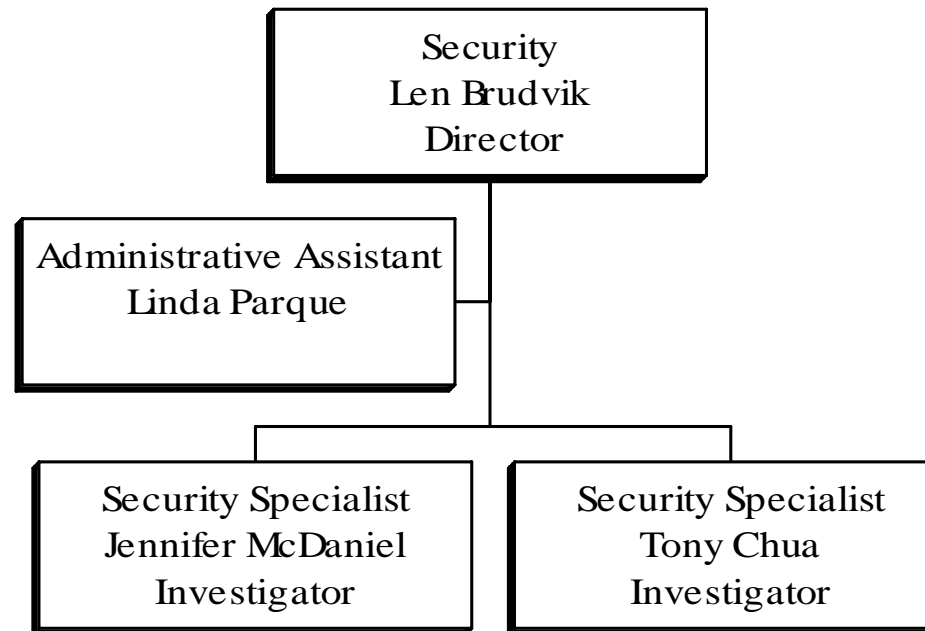 Security
Len Brudvik
Director
Administrative Assistant
Linda Parque
Security Specialist
Jennifer McDaniel
Investigator
Security Specialist
Tony Chua
Investigator